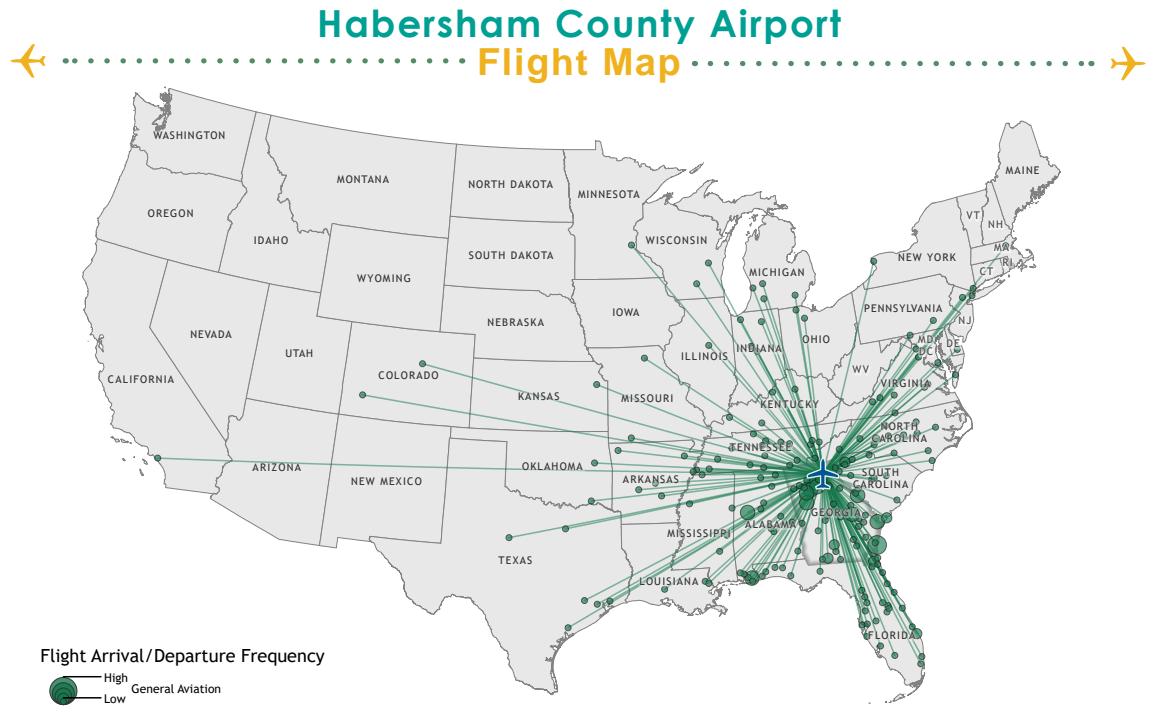 Habersham County Airport
Flight Map
WASHINGTON
MONTANA
NORTH DAKOTA
MINNESOTA
MAINE
OREGON
IDAHO
SOUTH DAKOTA
WISCONSIN
VT
NH
WYOMING
MICHIGAN
NEW YORK
MA
RI
CT
NEBRASKA
IOWA
PENNSYLVANIA
NJ
NEVADA
UTAH
ILLINOIS
INDIANA
OHIO
MD
DE
DC
CALIFORNIA
COLORADO
KANSAS
MISSOURI
WV
VIRGINIA
KENTUCKY
NORTH
CAROLINA
ARIZONA
NEW MEXICO
OKLAHOMA
TENNESSEE
ARKANSAS
SOUTH
CAROLINA
TEXAS
MISSISSIPPI
ALABAMA
GEORGIA
LOUISIANA
FLORIDA
Flight Arrival/Departure Frequency
High
General Aviation
Low